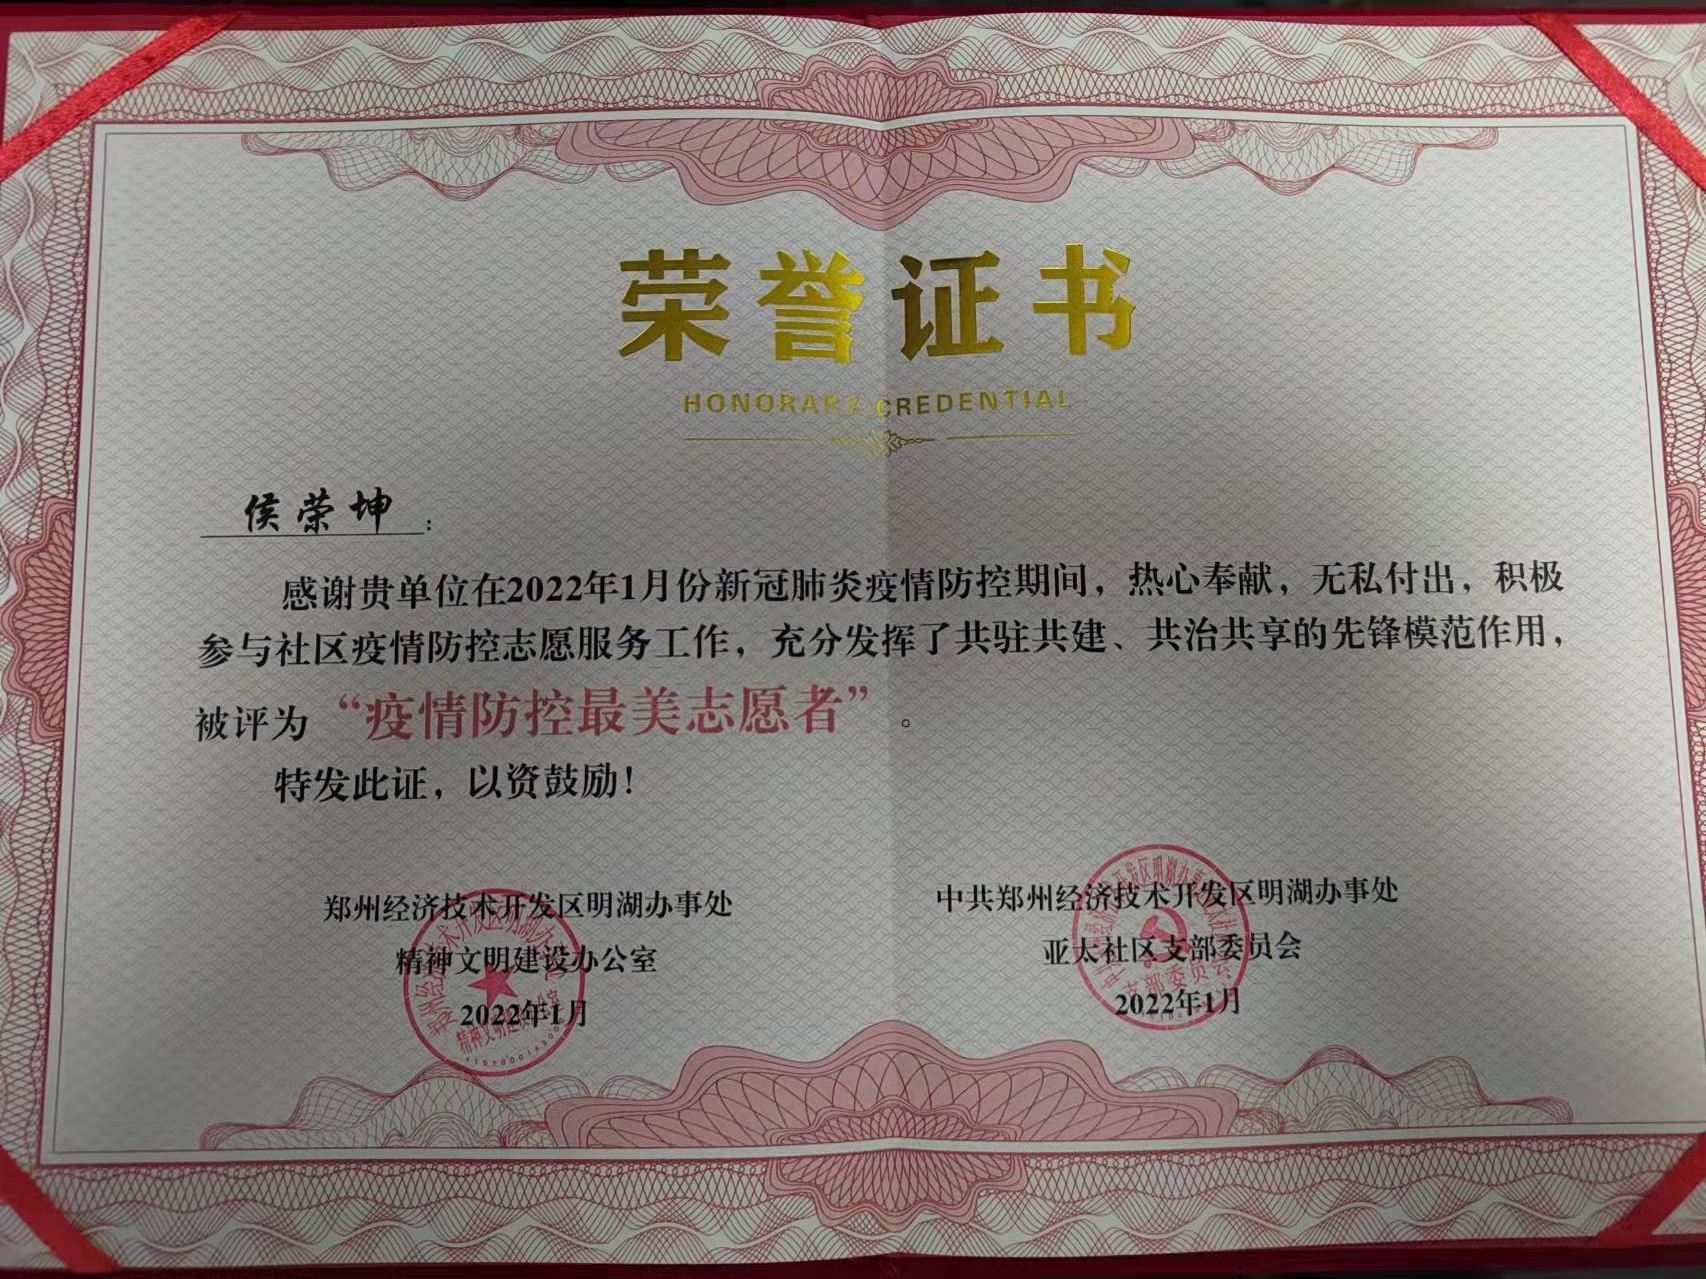 荣誉证书
HONORARY CREDENTIAL
侯荣坤：
感谢贵单位在2022年1月份新冠肺炎疫情防控期间，热心奉献，无私付出，积极
参与社区疫情防控志愿服务工作，充分发挥了共驻共建、共治共享的先锋模范作用，
被评为“疫情防控最美志愿者”。
特发此证，以资鼓励！
郑州经济技术开发区明湖办事处
精神文明建设办公室
2022年1月
中共郑州经济技术开发区明湖办事处
亚太社区支部委员会
2022年1月